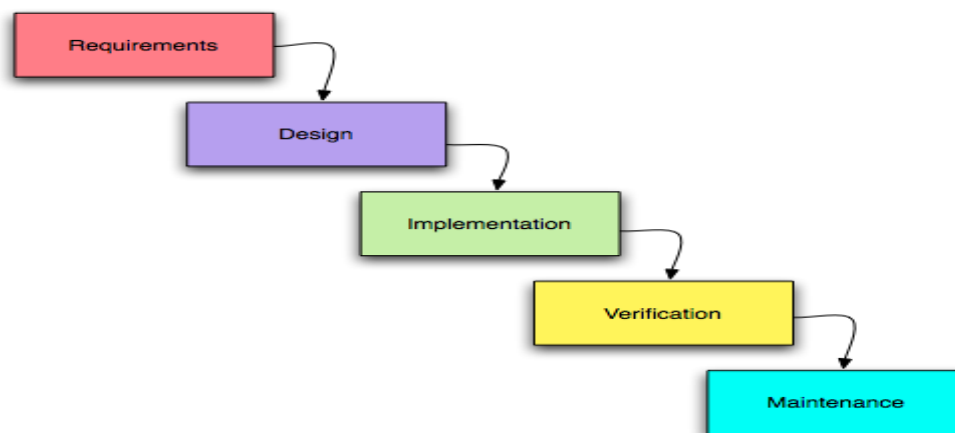 Requirements
Design
Implementation
Verification
Maintenance